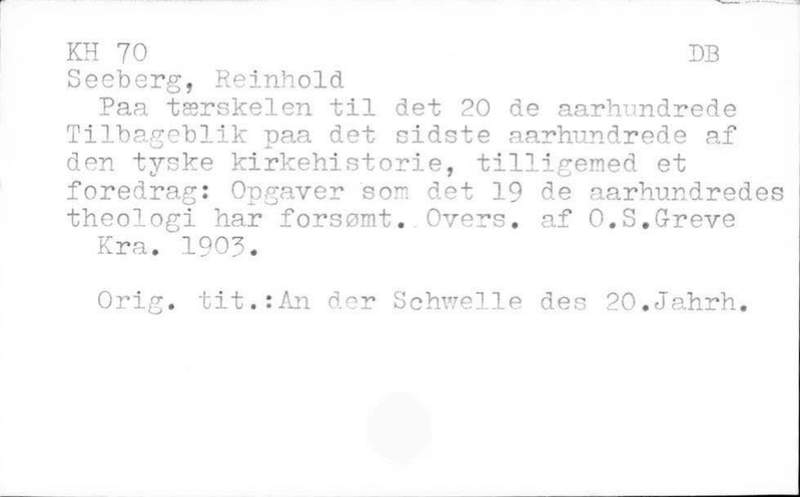 KH 70 DB
Seeberg, Reinhold
Paa tærskelen til det 20 de aarhundrede
Tilbageblik paa det sidste aarhundrede af
den tyske kirkehistorie, tilligemed et
foredrag: Opgaver som det 19 de aarhundredes
theologi har forsømt. Overs. af O.S.Greve
Kra. 1903.
Orig. tit.:An der Schwelle des 20.Jahrh.